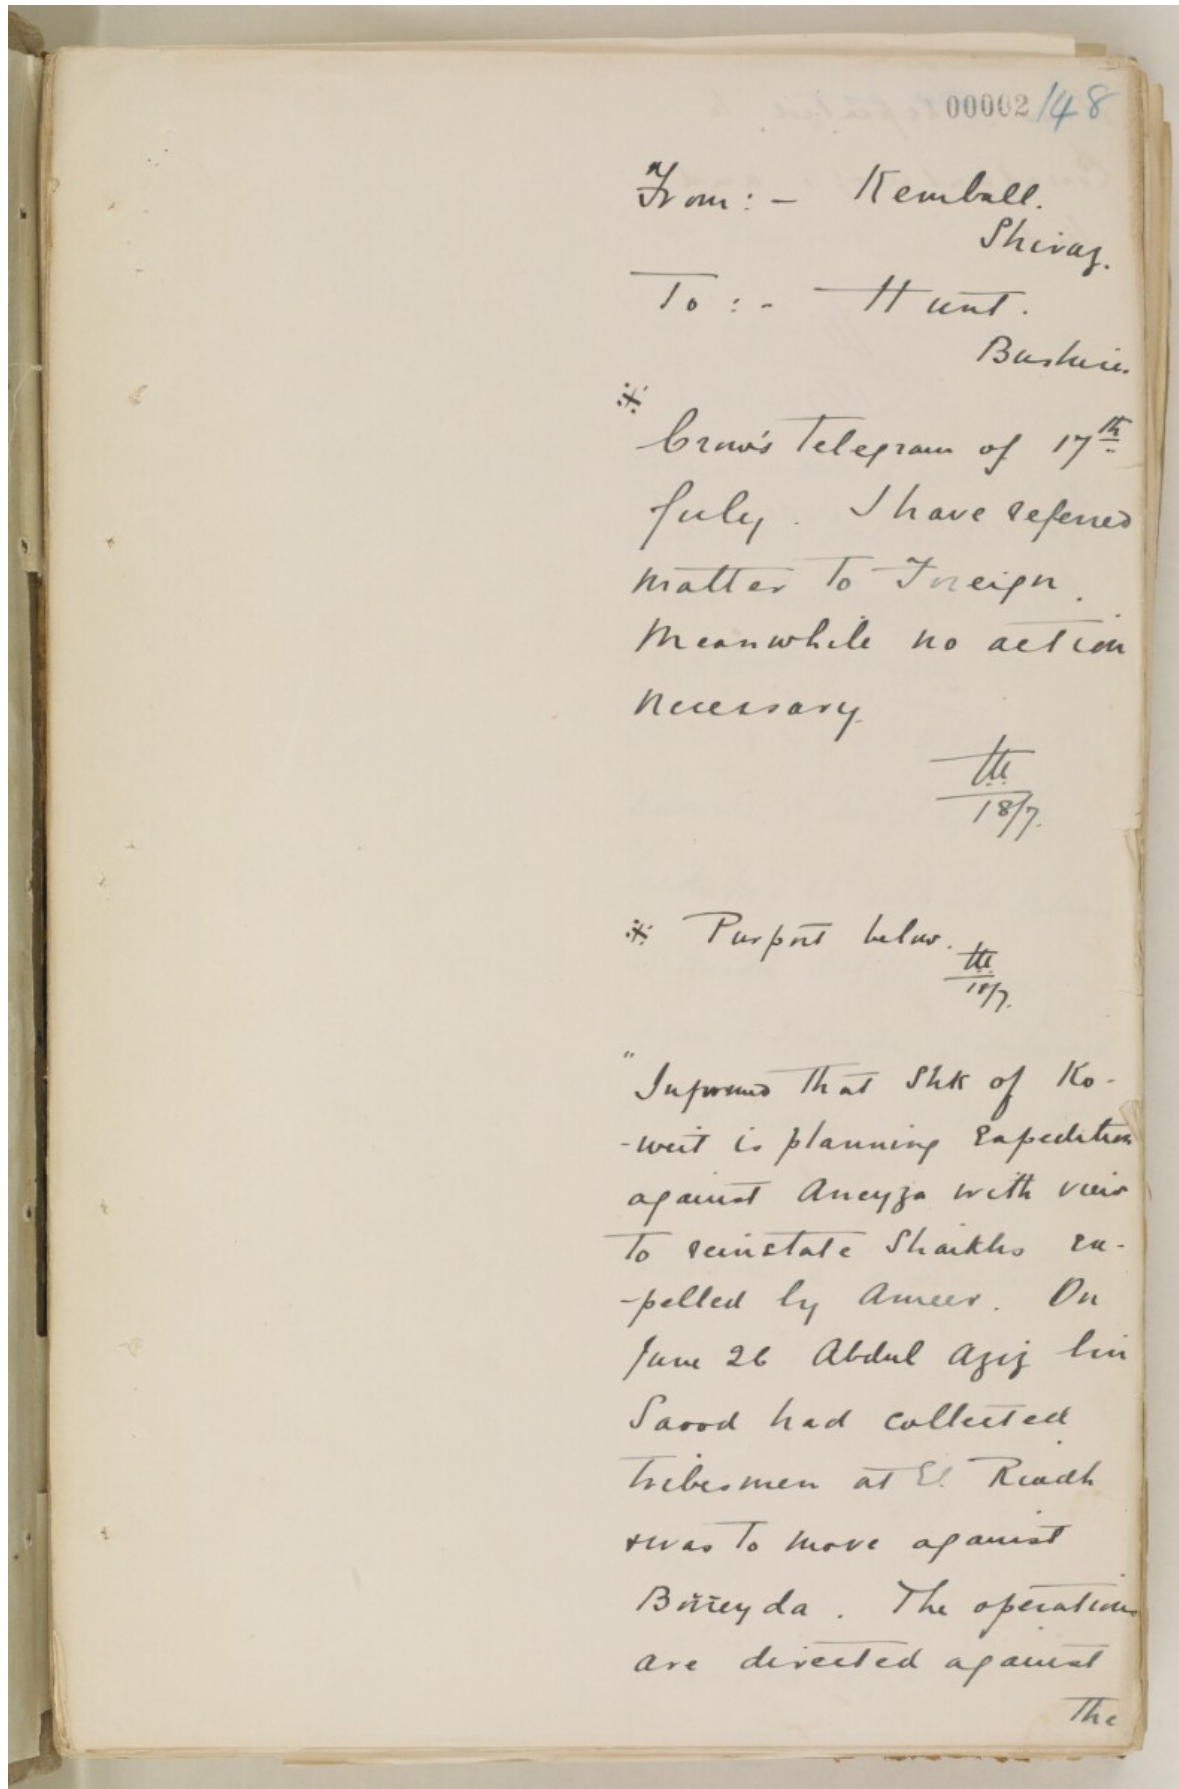 00002 148
From: - Kemball.
Shiraz.
To : - Hunt.
Bushire.
※
Crow's Telegram of 17th
July. I have referred
matter to Foreign.
Meanwhile no action
necessary.
18/7.
※ Purport below.
18/7.
"Informed that Shk of Ko-
-weit is planning Expedition
against Aneyza with view
to reinstate Shaikhs ex-
-pelled by Ameer. On
June 26 Abdul Aziz bin
Saood had collected
tribesmen at El Riadh
& was to move against
Büreyda. The operations
are directed against
The